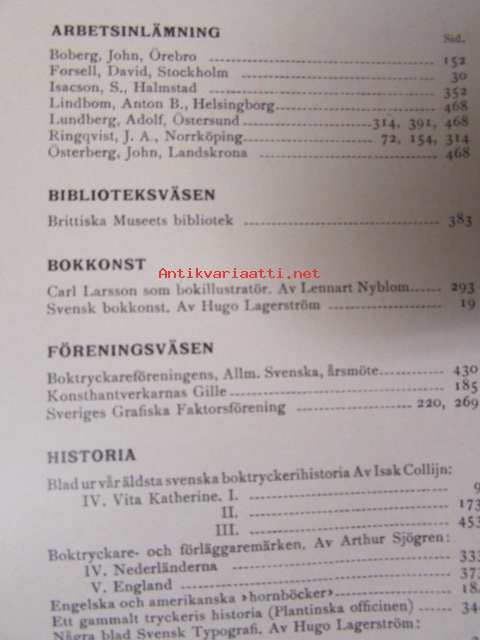 ARBETSINLÄMNING
Sid.
Boberg, John, Örebro 152
Forsell, David, Stockholm 30
Isacson, S., Halmstad 352
Lindbom, Anton B., Helsingborg 468
Lundberg, Adolf, Östersund 314, 391, 468
Ringqvist, J. A., Norrköping 72, 154, 314
Österberg, John, Landskrona 468
BIBLIOTEKSVÄSEN
Brittiska Museets bibliotek 383
BOKKONST
Antikvariaatti.net
Carl Larsson som bokillustratör. Av Lennart Nyblom 293
Svensk bokkonst. Av Hugo Lagerström 19
FÖRENINGSVÄSEN
Boktryckareföreningens, Allm. Svenska, årsmöte 430
Konsthantverkarnas Gille 185
Sveriges Grafiska Faktorsförening 220, 269
HISTORIA
Blad ur vår äldsta svenska boktryckerihistoria Av Isak Collijn:
IV. Vita Katherine. I.
II. 173
III. 453
Boktryckare- och förläggaremärken. Av Arthur Sjögren:
IV. Nederländerna 333
V. England
Engelska och amerikanska ›hornböcker›
Ett gammalt tryckeris historia (Plantinska officinen)
Några blad Svensk Typografi. Av Hugo Lagerström: